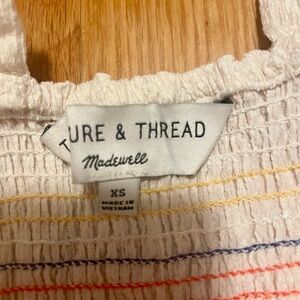 TURE & THREAD
Madewell
XS
MADE IN
VIETNAM